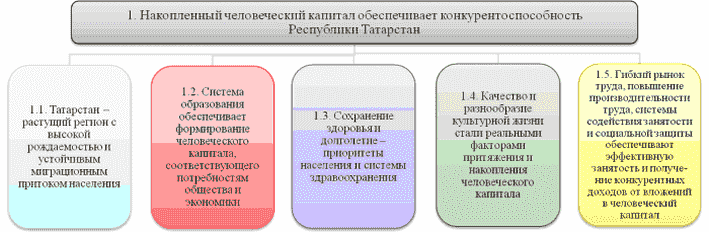 1. Накопленный человеческий капитал обеспечивает конкурентоспособность
Республики Татарстан
1.1. Татарстан –
растущий регион с
высокой
рождаемостью и
устойчивым
миграционным
притоком населения
1.2. Система
образования
обеспечивает
формирование
человеческого
капитала,
соответствующего
потребностям
общества и
экономики
1.3. Сохранение
здоровья и
долголетие –
приоритеты
населения и системы
здравоохранения
1.4. Качество и
разнообразие
культурной жизни
стали реальными
факторами
притяжения и
накопления
человеческого
капитала
1.5. Гибкий рынок
труда, повышение
производительности
труда, системы
содействия занятости
и социальной защиты
обеспечивают
эффективную
занятость и получе-
ние конкурентных
доходов от вложений
в человеческий
капитал